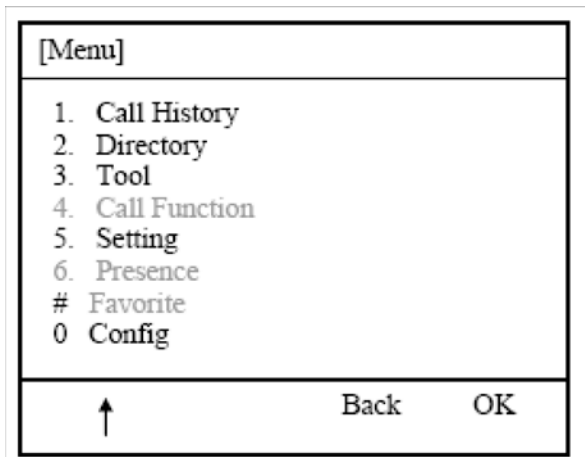 [Menu]
1. Call History
2. Directory
3. Tool
4. Call Function
5. Setting
6. Presence
# Favorite
0 Config
↑ Back OK